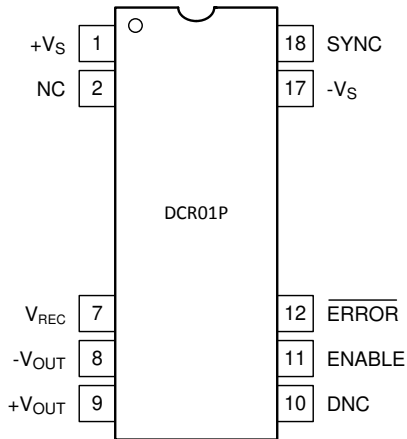 +VS 1 18 SYNC
NC 2 17 -VS
DCR01P
VREC 7 12 ERROR
-VOUT 8 11 ENABLE
+VOUT 9 10 DNC